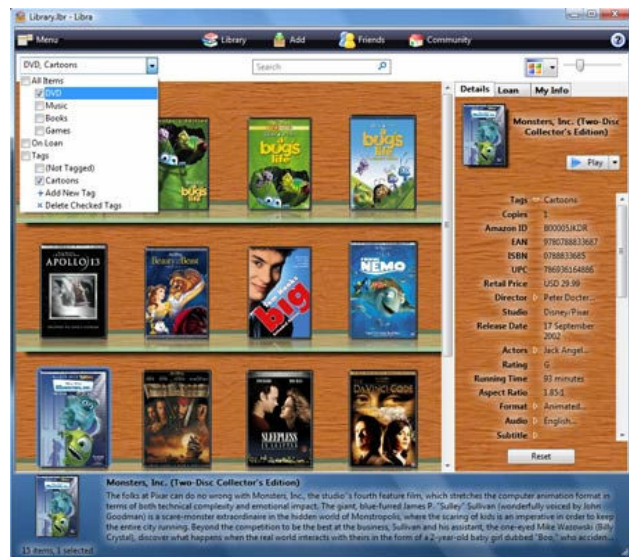 Library.lbr - Libra
Menu
Library
Add
Friends
Community
DVD, Cartoons
Search
All Items
DVD
Music
Books
Games
On Loan
Tags
(Not Tagged)
Cartoons
+ Add New Tag
× Delete Checked Tags
bugs
a bug's life
a bug's life
APOLLO 13
Beauty and the Beast
Tom Hanks
big
FINDING NEMO
MONSTERS, INC.
SLEEPLESS IN SEATTLE
DA VINCI CODE
Details
Loan
My Info
Monsters, Inc. (Two-Disc
Collector's Edition)
Play
Tags Cartoons
Copies 1
Amazon ID B00005JKDR
EAN 9780788833687
ISBN 0788833685
UPC 786936164886
Retail Price USD 29.99
Director Peter Docter...
Studio Disney/Pixar
Release Date 17 September
2002
Actors Jack Angel...
Rating G
Running Time 93 minutes
Aspect Ratio 1.85:1
Format Animated...
Audio English...
Subtitle
Reset
Monsters, Inc. (Two-Disc Collector's Edition)
The folks at Pixar can do no wrong with Monsters, Inc., the studio's fourth feature film, which stretches the computer animation format in
terms of both technical complexity and emotional impact. The giant, blue-furred James P. "Sulley" Sullivan (wonderfully voiced by John
Goodman) is a scare-monster extraordinaire in the hidden world of Monstropolis, where the scaring of kids is an imperative in order to keep
the entire city running. Beyond the competition to be the best at the business, Sullivan and his assistant, the one-eyed Mike Wazowski (Billy
Crystal), discover what happens when the real world interacts with theirs in the form of a 2-year-old baby girl dubbed "Boo," who acciden...
15 items, 1 selected